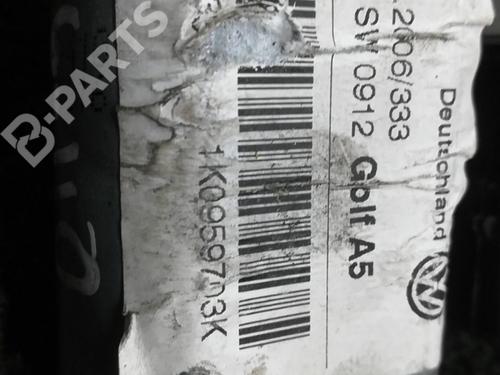 Deutschland
.2006/333
SW 0912 Golf A5
1K0959703K
B-PARTS